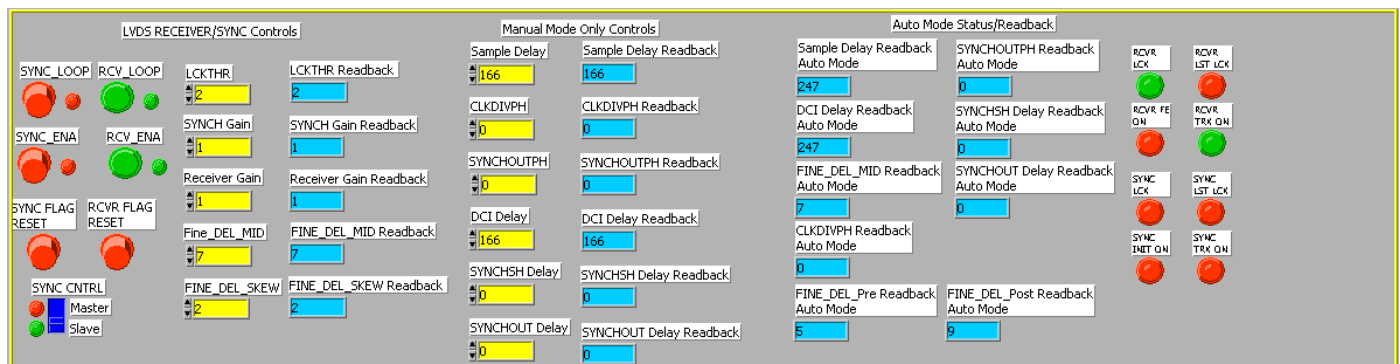 LVDS RECEIVER/SYNC Controls
SYNC_LOOP
RCV_LOOP
SYNC_ENA
RCV_ENA
SYNC FLAG
RESET
RCVR FLAG
RESET
SYNC CNTRL
Master
Slave
LCKTHR
2
LCKTHR Readback
2
SYNCH Gain
1
SYNCH Gain Readback
1
Receiver Gain
1
Receiver Gain Readback
1
Fine_DEL_MID
7
FINE_DEL_MID Readback
7
FINE_DEL_SKEW
2
FINE_DEL_SKEW Readback
2
Manual Mode Only Controls
Sample Delay
166
Sample Delay Readback
166
CLKDIVPH
0
CLKDIVPH Readback
0
SYNCHOUTPH
0
SYNCHOUTPH Readback
0
DCI Delay
166
DCI Delay Readback
166
SYNCHSH Delay
0
SYNCHSH Delay Readback
0
SYNCHOUT Delay
0
SYNCHOUT Delay Readback
0
Auto Mode Status/Readback
Sample Delay Readback
Auto Mode
247
SYNCHOUTPH Readback
Auto Mode
0
DCI Delay Readback
Auto Mode
247
SYNCHSH Delay Readback
Auto Mode
0
FINE_DEL_MID Readback
Auto Mode
7
SYNCHOUT Delay Readback
Auto Mode
0
CLKDIVPH Readback
Auto Mode
0
FINE_DEL_Pre Readback
Auto Mode
5
FINE_DEL_Post Readback
Auto Mode
9
RCVR
LCK
RCVR
LST LCK
RCVR FE
ON
RCVR
TRK ON
SYNC
LCK
SYNC
LST LCK
SYNC
INIT ON
SYNC
TRK ON